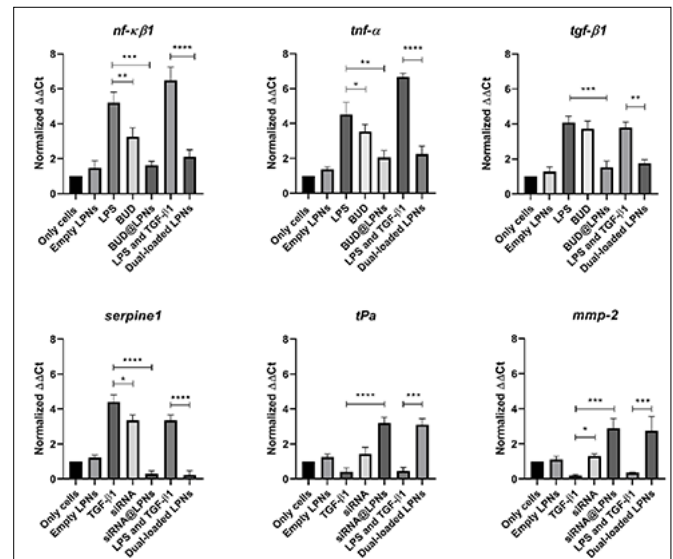 nf-κβ1
Normalized ΔΔCt
8
6
4
2
0
**
***
****
Only cells
Empty LPNs
LPS
BUD
BUD@LPNs
LPS and TGF-β1
Dual-loaded LPNs
tnf-α
Normalized ΔΔCt
8
6
4
2
0
*
**
****
Only cells
Empty LPNs
LPS
BUD
BUD@LPNs
LPS and TGF-β1
Dual-loaded LPNs
tgf-β1
Normalized ΔΔCt
8
6
4
2
0
***
**
Only cells
Empty LPNs
LPS
BUD
BUD@LPNs
LPS and TGF-β1
Dual-loaded LPNs
serpine1
Normalized ΔΔCt
8
6
4
2
0
****
*
****
Only cells
Empty LPNs
TGF-β1
siRNA
siRNA@LPNs
LPS and TGF-β1
Dual-loaded LPNs
tPa
Normalized ΔΔCt
8
6
4
2
0
****
***
Only cells
Empty LPNs
TGF-β1
siRNA
siRNA@LPNs
LPS and TGF-β1
Dual-loaded LPNs
mmp-2
Normalized ΔΔCt
8
6
4
2
0
***
*
***
Only cells
Empty LPNs
TGF-β1
siRNA
siRNA@LPNs
LPS and TGF-β1
Dual-loaded LPNs